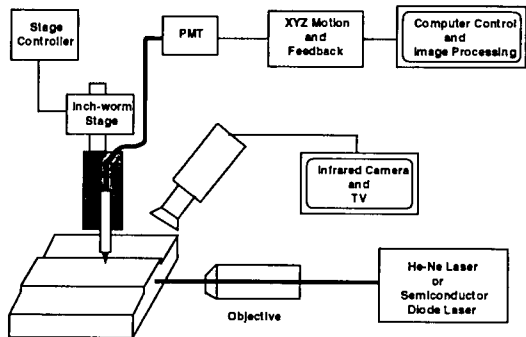 Stage
Controller
PMT
XYZ Motion
and
Feedback
Computer Control
and
Image Processing
Inch-worm
Stage
Infrared Camera
and
TV
He-Ne Laser
or
Semiconductor
Diode Laser
Objective